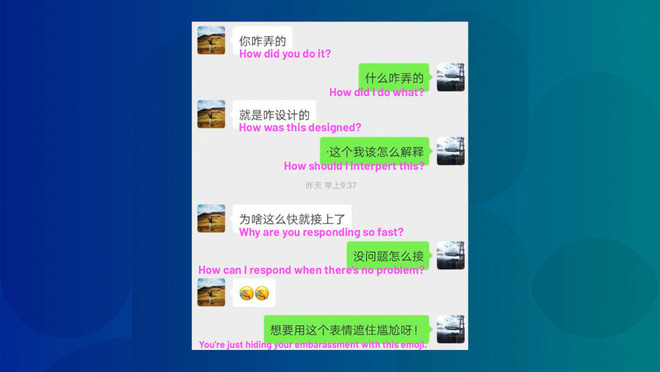 你咋弄的
How did you do it?
什么咋弄的
How did I do what?
就是咋设计的
How was this designed?
·这个我该怎么解释
How should I interpert this?
昨天 早上9:37
为啥这么快就接上了
Why are you responding so fast?
没问题怎么接
How can I respond when there's no problem?
想要用这个表情遮住尴尬呀！
You're just hiding your embarassment with this emoji.